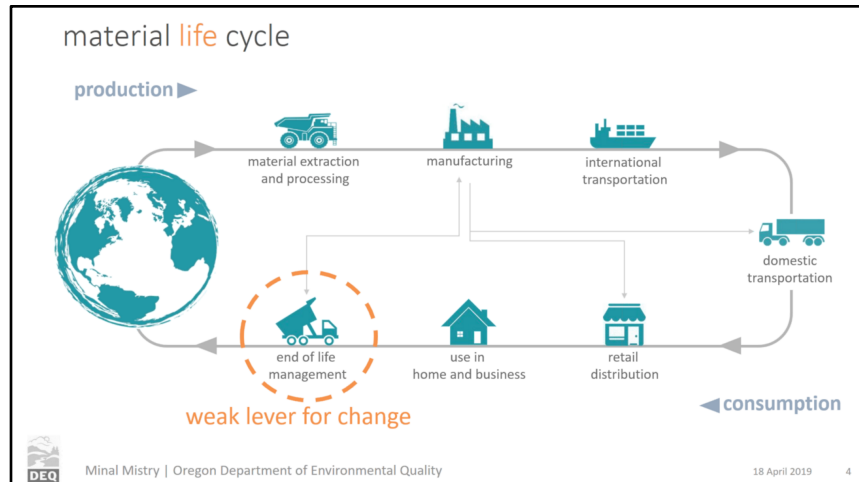 material life cycle
production
material extraction
and processing
manufacturing
international
transportation
domestic
transportation
end of life
management
use in
home and business
retail
distribution
weak lever for change
consumption
DEQ
Minal Mistry | Oregon Department of Environmental Quality
18 April 2019
4